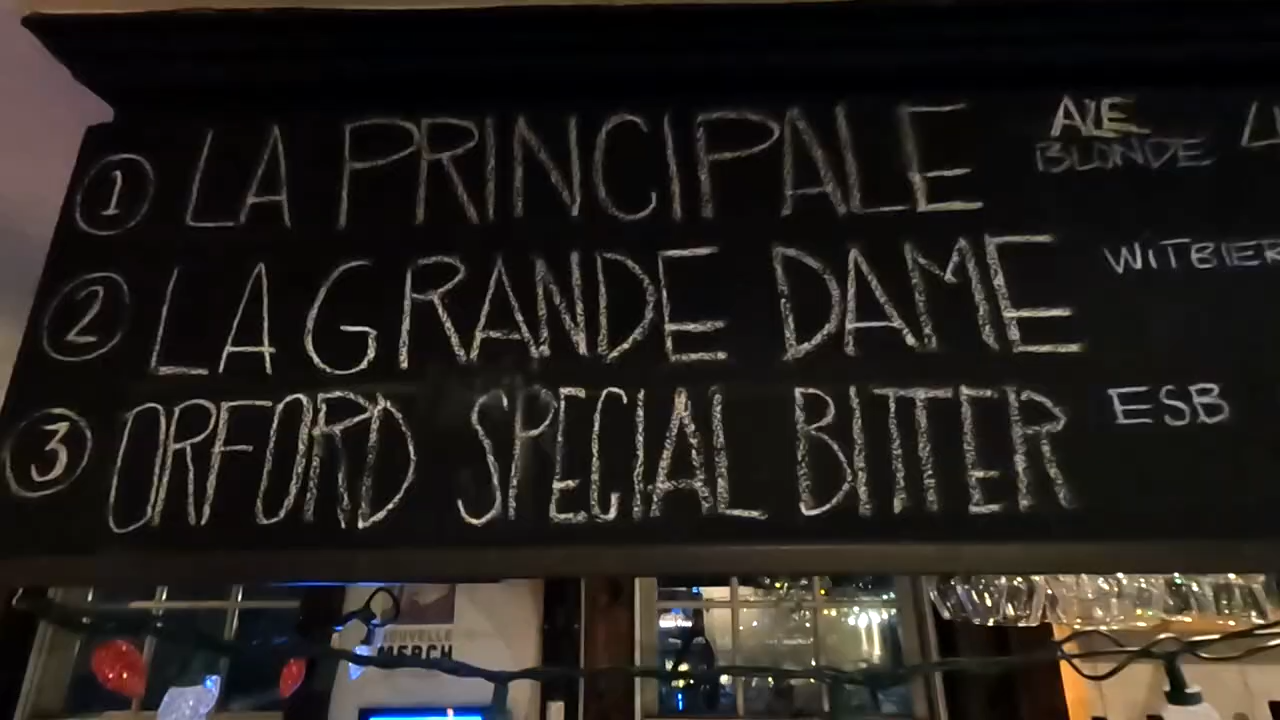 1 LA PRINCIPALE ALE BLONDE
2 LA GRANDE DAME WITBIER
3 ORFORD SPECIAL BITTER ESB
NOUVELLE
MERCH